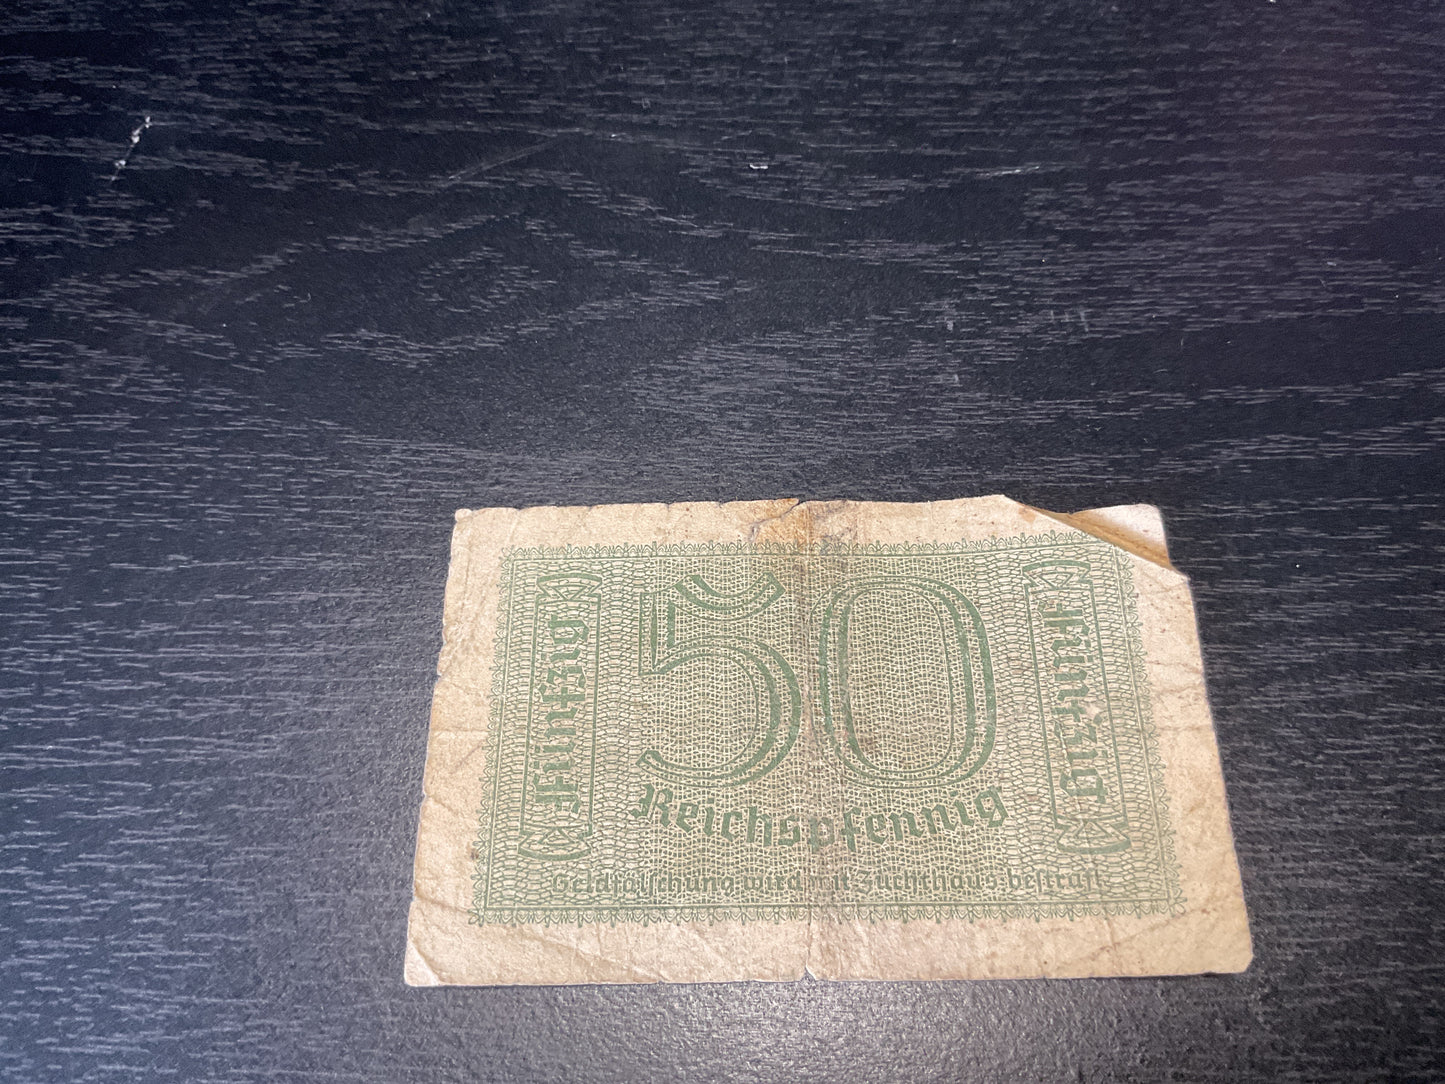 Fünfzig
50
Fünfzig
Reichspfennig
Geldfälschung wird mit Zuchthaus bestraft